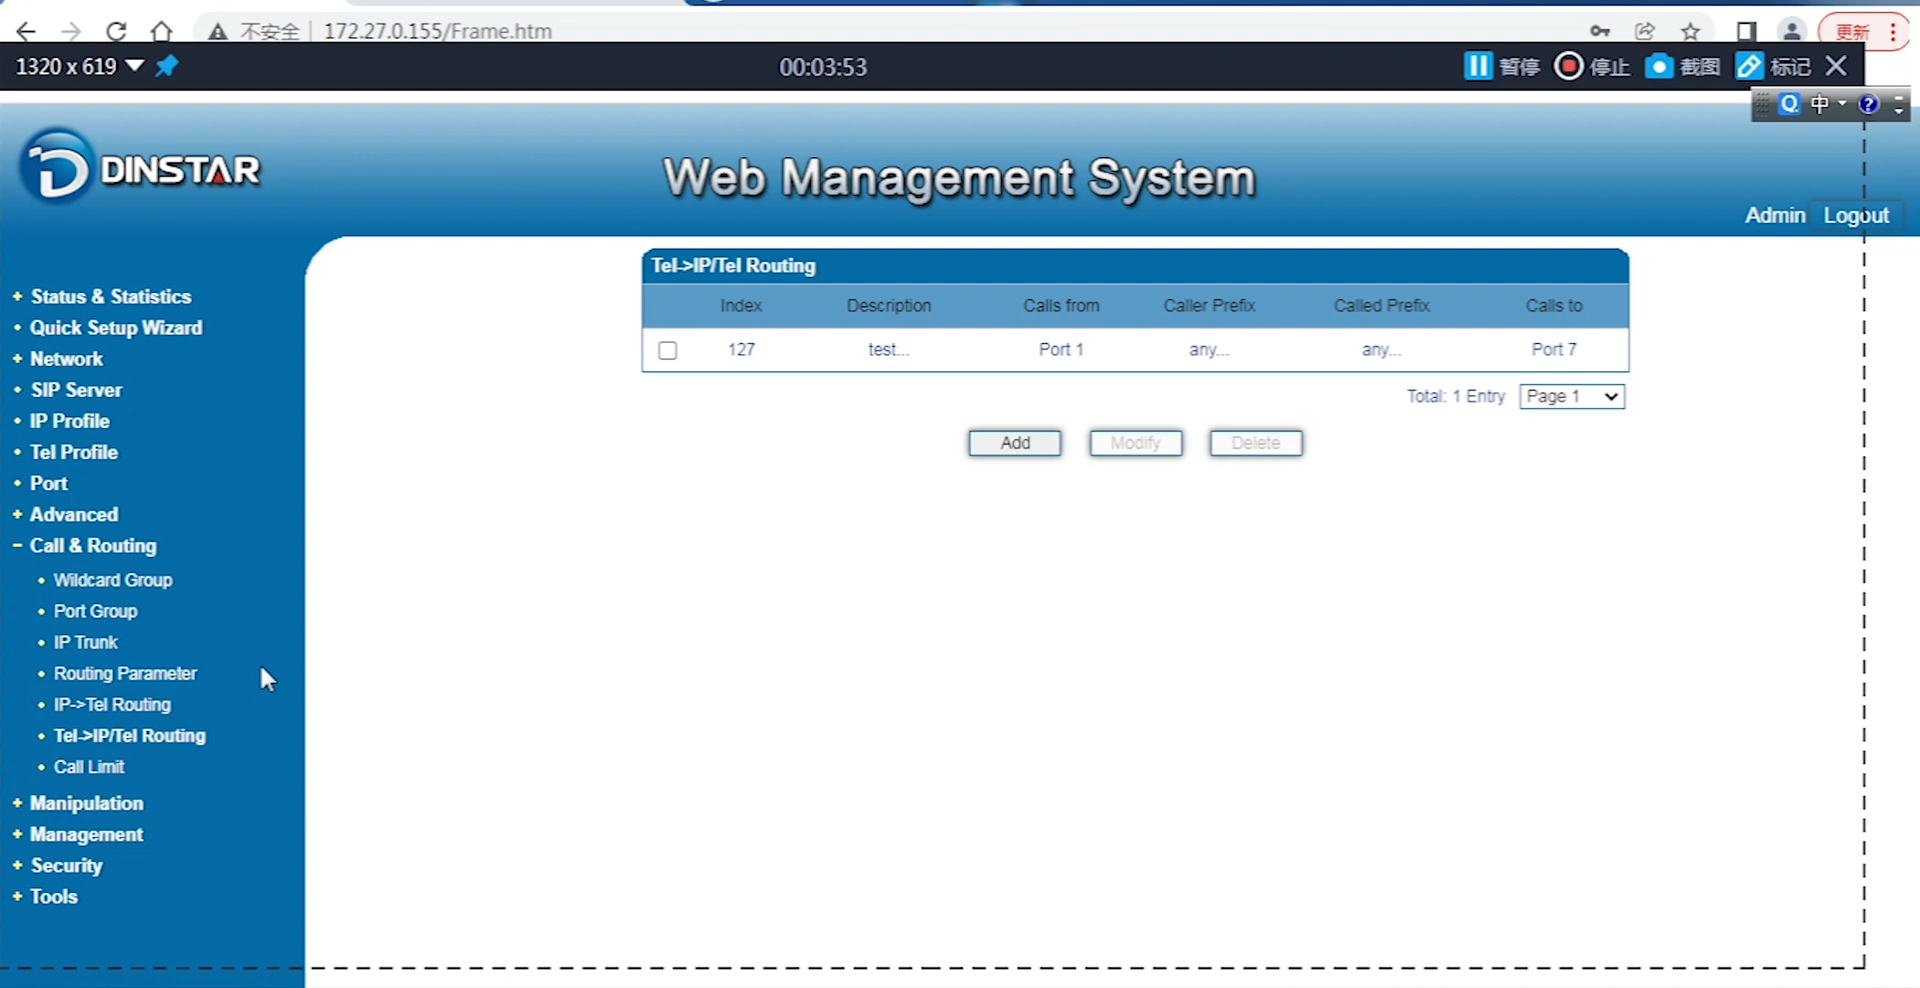 不安全 172.27.0.155/Frame.htm 更新
1320 x 619 00:03:53 暂停 停止 截图 标记
中
DINSTAR
Web Management System
Admin Logout
Status & Statistics
Quick Setup Wizard
Network
SIP Server
IP Profile
Tel Profile
Port
Advanced
Call & Routing
Wildcard Group
Port Group
IP Trunk
Routing Parameter
IP->Tel Routing
Tel->IP/Tel Routing
Call Limit
Manipulation
Management
Security
Tools
Tel->IP/Tel Routing
Index Description Calls from Caller Prefix Called Prefix Calls to
127 test... Port 1 any... any... Port 7
Total: 1 Entry Page 1
Add Modify Delete